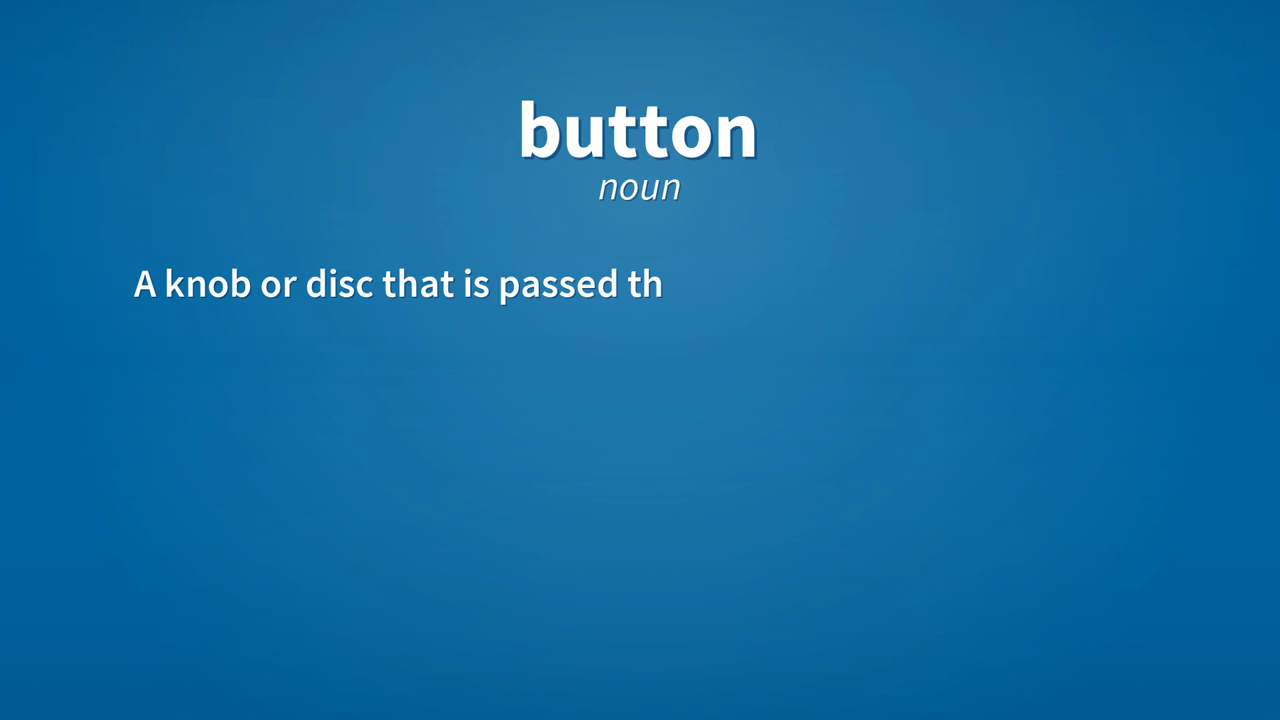 button
noun
A knob or disc that is passed th